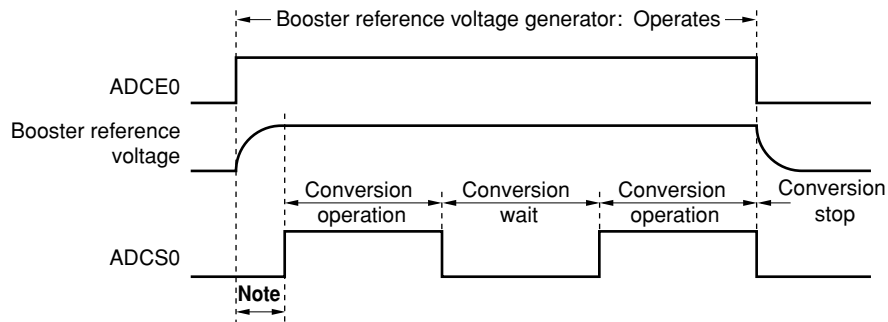 Booster reference voltage generator: Operates
ADCE0
Booster reference
voltage
Conversion
operation
Conversion
wait
Conversion
operation
Conversion
stop
ADCS0
Note